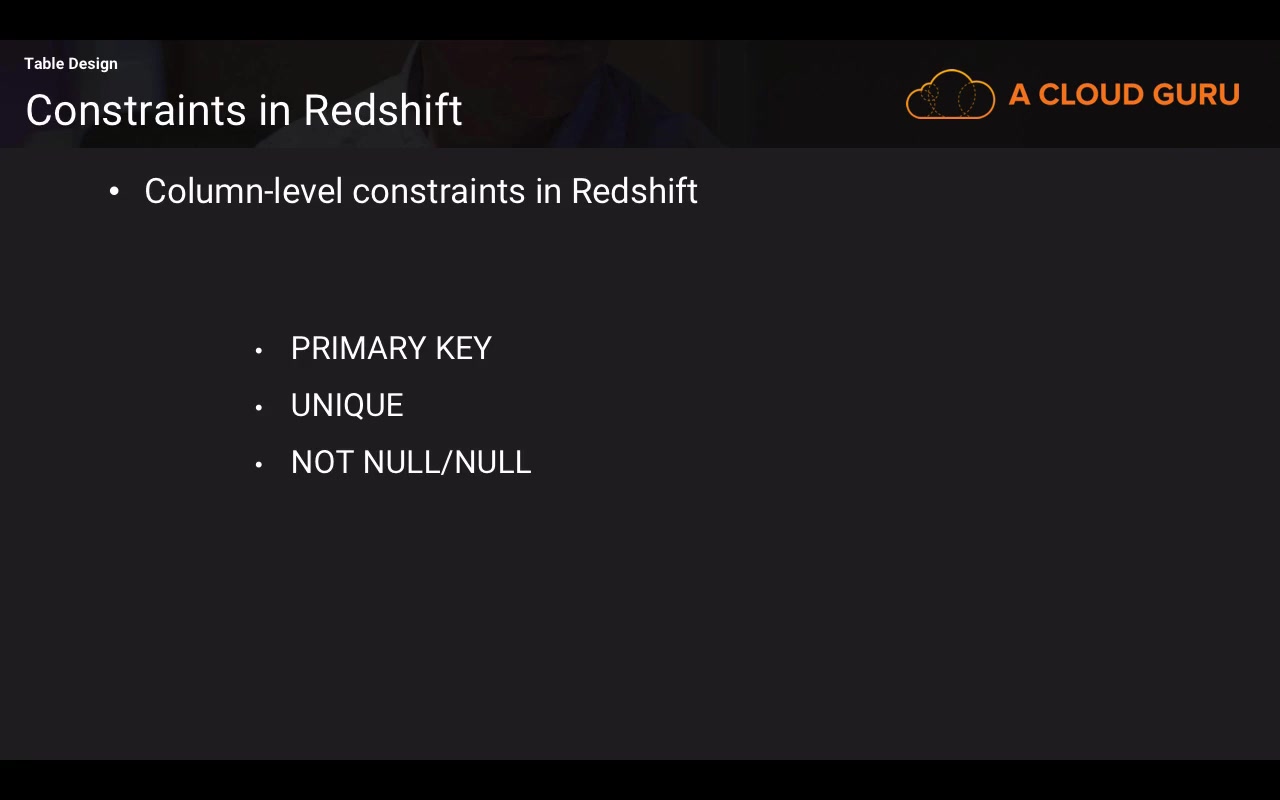 Table Design
Constraints in Redshift
A CLOUD GURU
• Column-level constraints in Redshift
• PRIMARY KEY
• UNIQUE
• NOT NULL/NULL